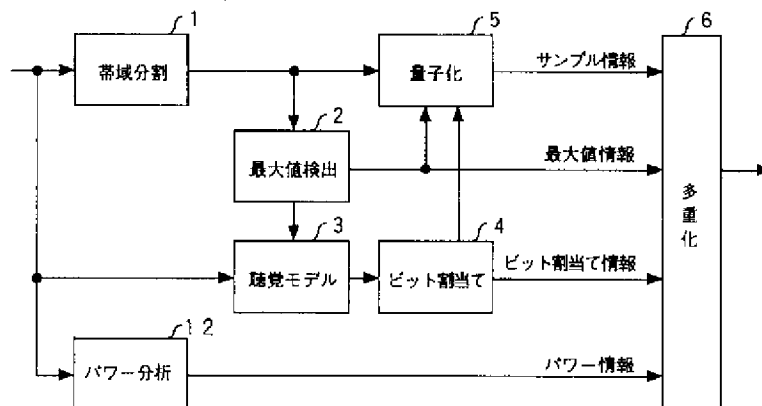 1
帯域分割
5
量子化
サンプル情報
6
多重化
2
最大値検出
最大値情報
3
聴覚モデル
4
ビット割当て
ビット割当て情報
12
パワー分析
パワー情報